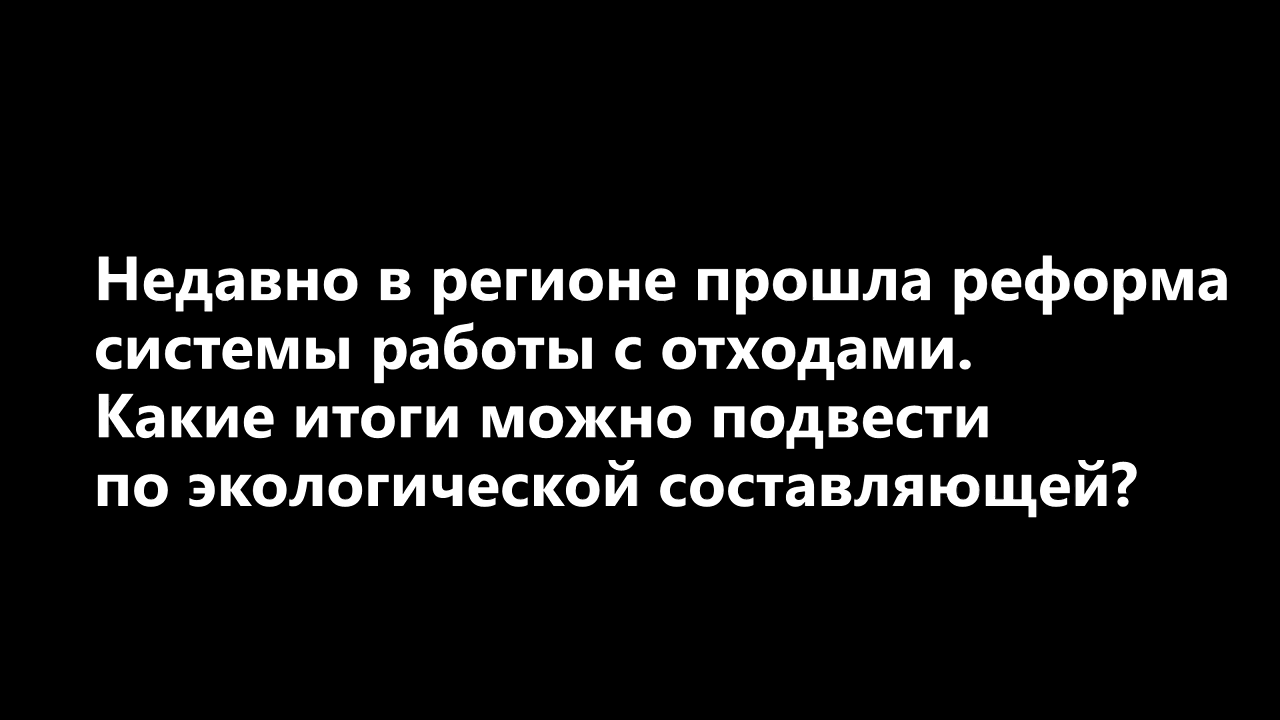 Недавно в регионе прошла реформа
системы работы с отходами.
Какие итоги можно подвести
по экологической составляющей?